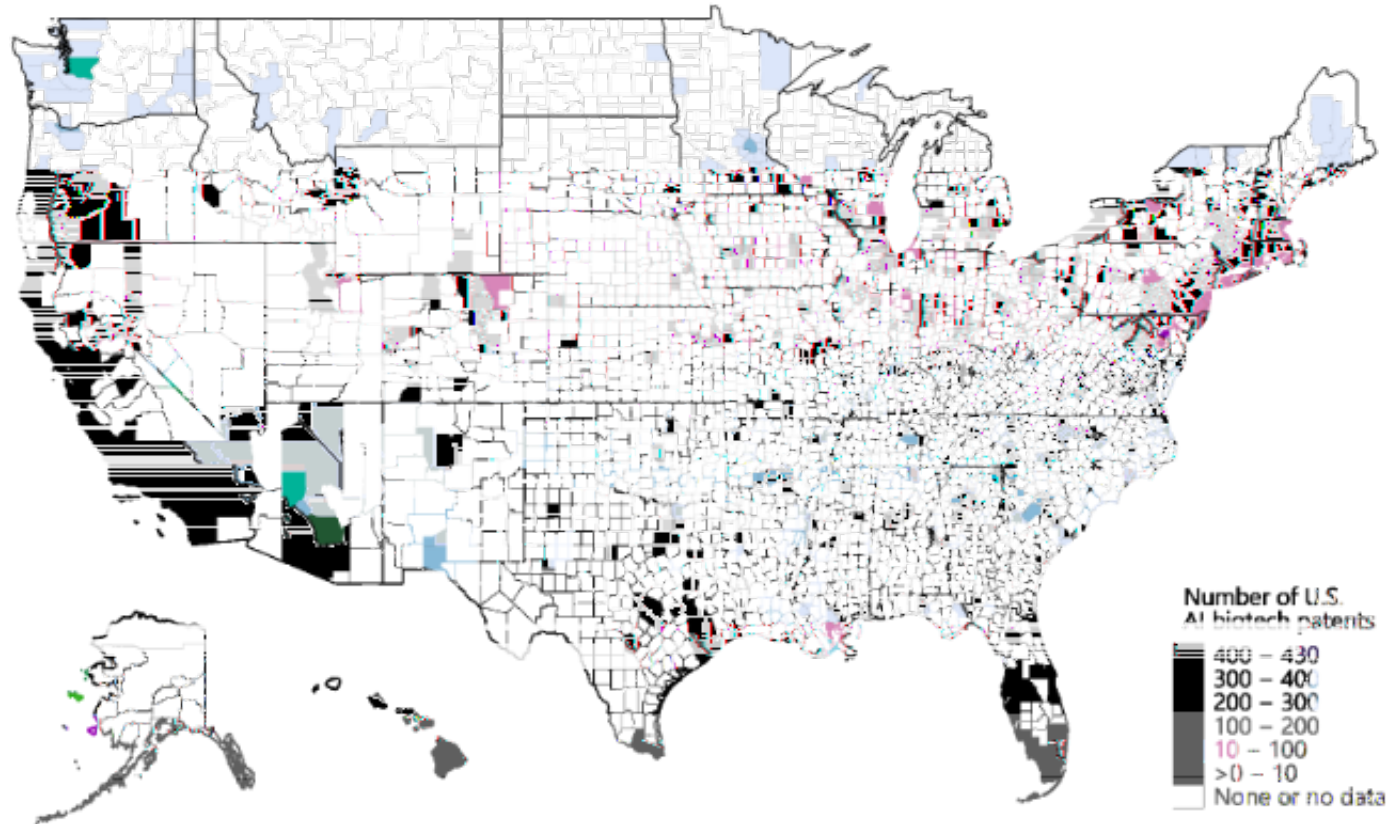 Number of U.S.
AI biotech patents
400 – 430
300 – 400
200 – 300
100 – 200
10 – 100
>0 – 10
None or no data